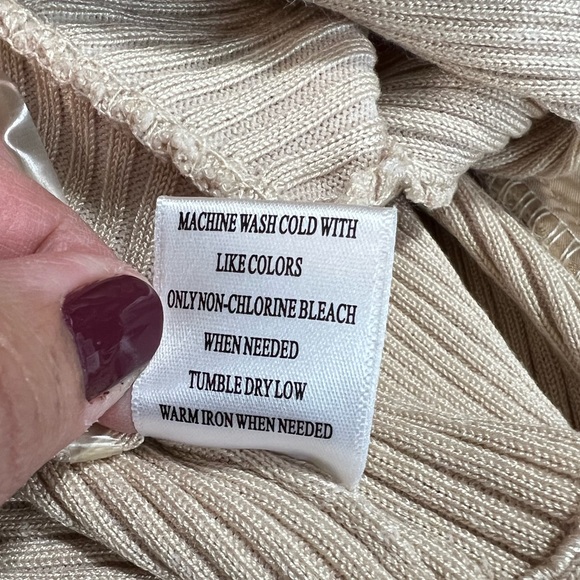 MACHINE WASH COLD WITH
LIKE COLORS
ONLY NON-CHLORINE BLEACH
WHEN NEEDED
TUMBLE DRY LOW
WARM IRON WHEN NEEDED